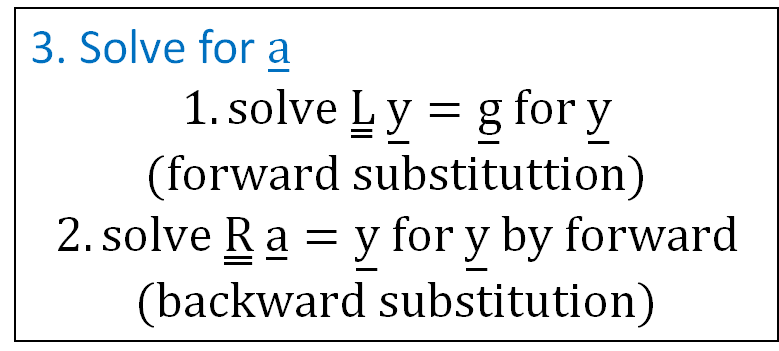 3. Solve for a
1. solve L y = g for y
(forward substituttion)
2. solve R a = y for y by forward
(backward substitution)